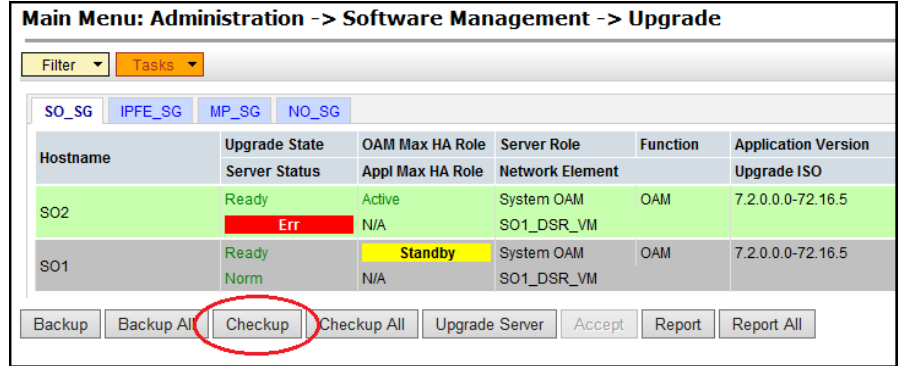 Main Menu: Administration -> Software Management -> Upgrade
Filter Tasks
SO_SG IPFE_SG MP_SG NO_SG
Hostname Upgrade State OAM Max HA Role Server Role Function Application Version
Server Status Appl Max HA Role Network Element Upgrade ISO
SO2 Ready Active System OAM OAM 7.2.0.0.0-72.16.5
Err N/A SO1_DSR_VM
SO1 Ready Standby System OAM OAM 7.2.0.0.0-72.16.5
Norm N/A SO1_DSR_VM
Backup Backup All Checkup Checkup All Upgrade Server Accept Report Report All